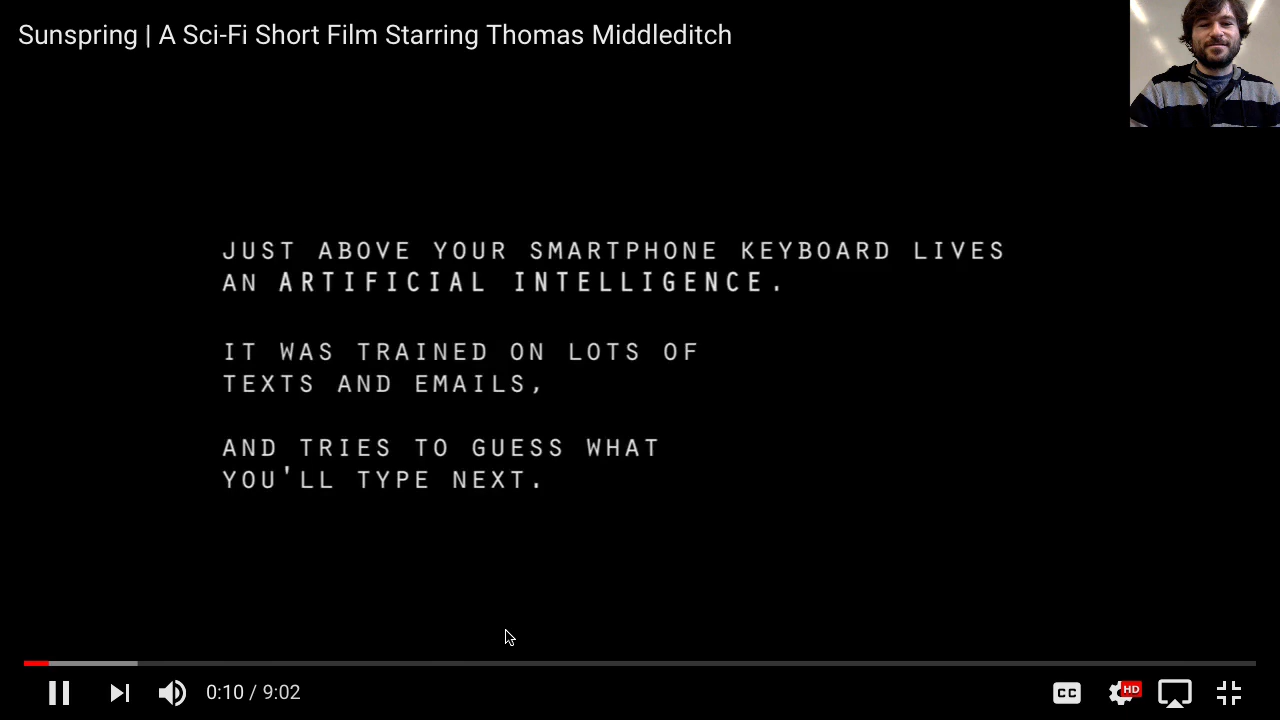 Sunspring | A Sci-Fi Short Film Starring Thomas Middleditch
JUST ABOVE YOUR SMARTPHONE KEYBOARD LIVES
AN ARTIFICIAL INTELLIGENCE.
IT WAS TRAINED ON LOTS OF
TEXTS AND EMAILS,
AND TRIES TO GUESS WHAT
YOU'LL TYPE NEXT.
0:10 / 9:02
CC
HD